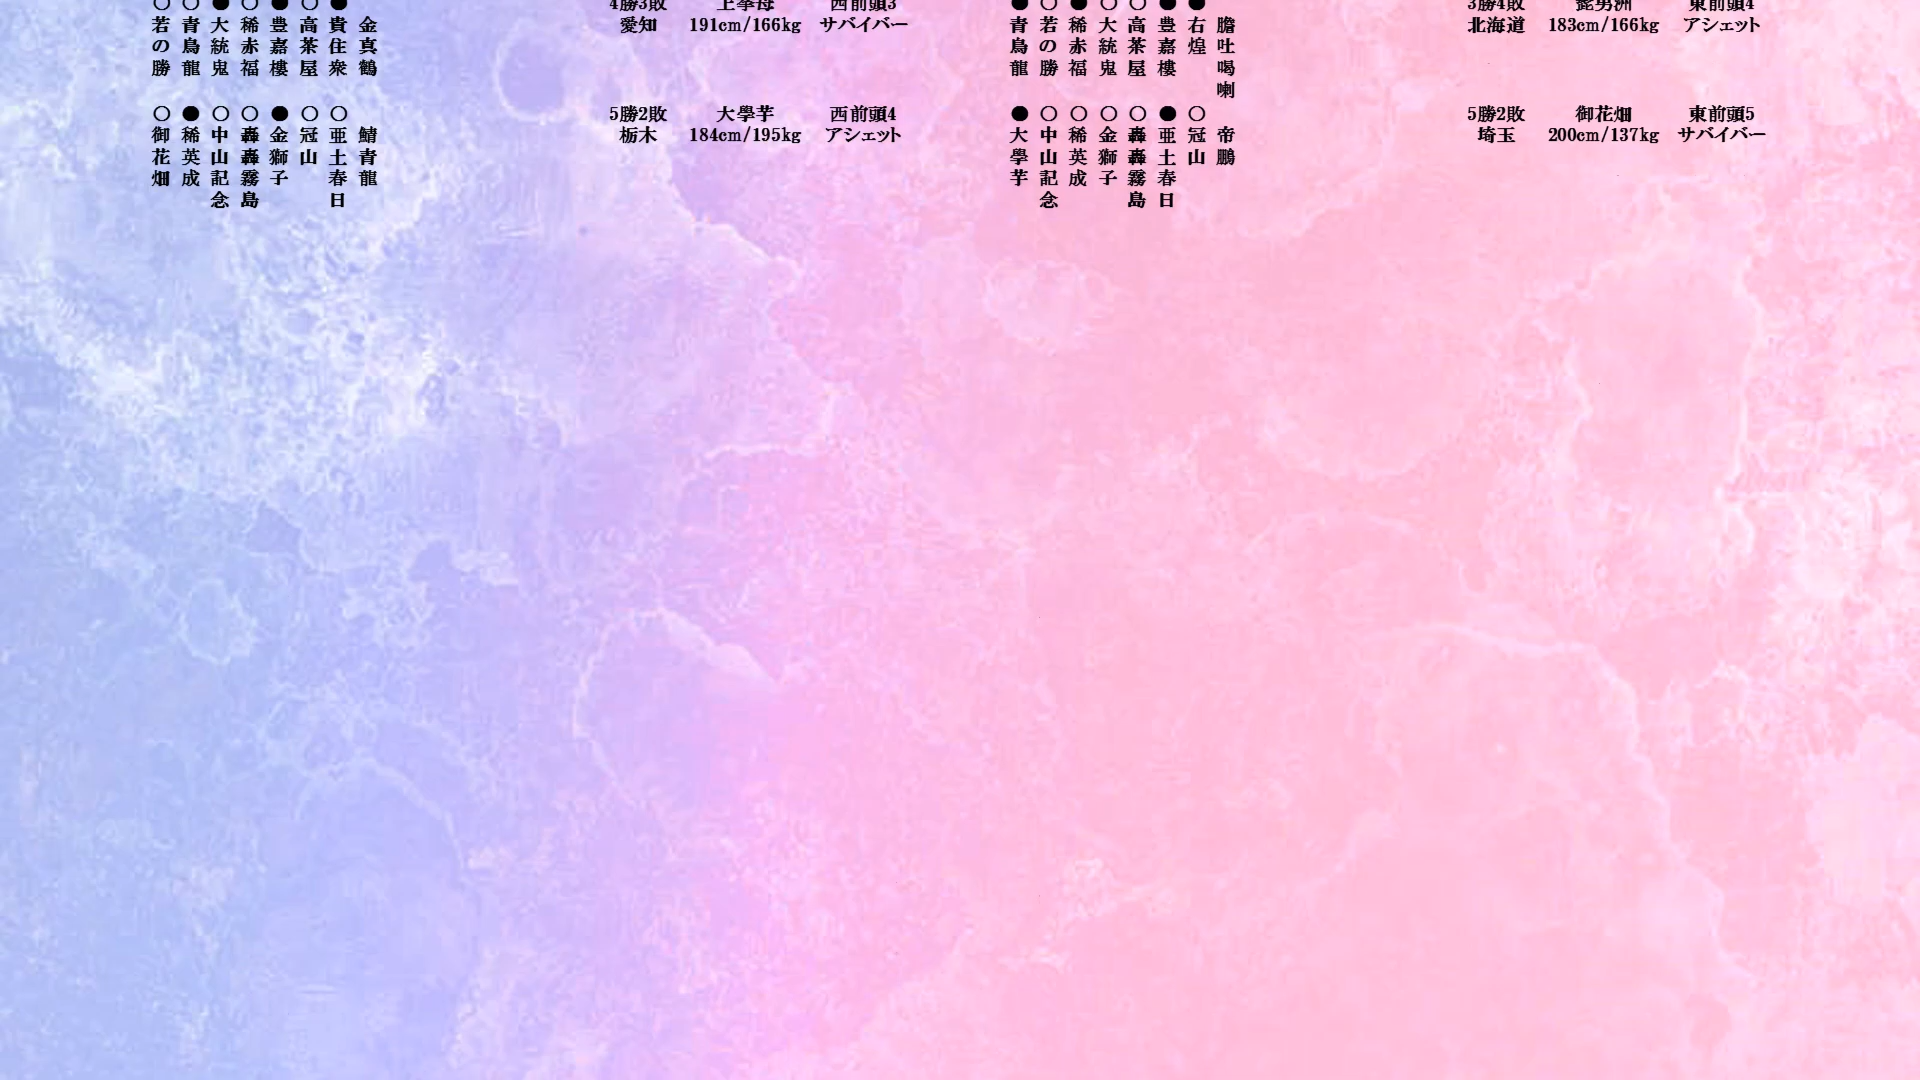 4勝3敗 上拳母 西前頭3
愛知 191cm/166kg サバイバー
○若の勝
○青鳥龍
●大統鬼
○稀赤福
●豊嘉樓
○高茶屋
●貴住衆
金真鶴
3勝4敗 髭男洲 東前頭4
北海道 183cm/166kg アシェット
●青鳥龍
○若の勝
●稀赤福
○大統鬼
○高茶屋
●豊嘉樓
●右煌
膽吐喝喇
5勝2敗 大學芋 西前頭4
栃木 184cm/195kg アシェット
○御花畑
●稀英成
○中山記念
○轟轟霧島
●金獅子
○冠山
○亜土春日
鯖青龍
5勝2敗 御花畑 東前頭5
埼玉 200cm/137kg サバイバー
●大學芋
○中山記念
○稀英成
○金獅子
○轟轟霧島
●亜土春日
○冠山
帝鵬